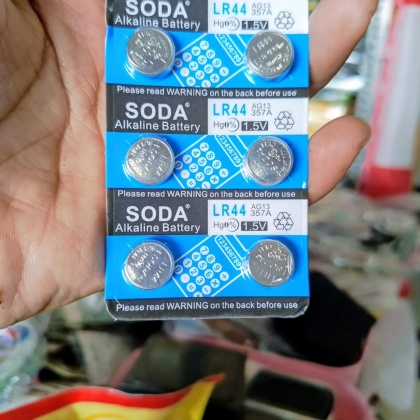 SODA® LR44 AG13
357A
Alkaline Battery Hg0% 1.5V
Please read WARNING on the back before use
SODA® LR44 AG13
357A
Alkaline Battery Hg0% 1.5V
123456789
Please read WARNING on the back before use
SODA® LR44 AG13
357A
Alkaline Battery Hg0% 1.5V
123456789
Please read WARNING on the back before use